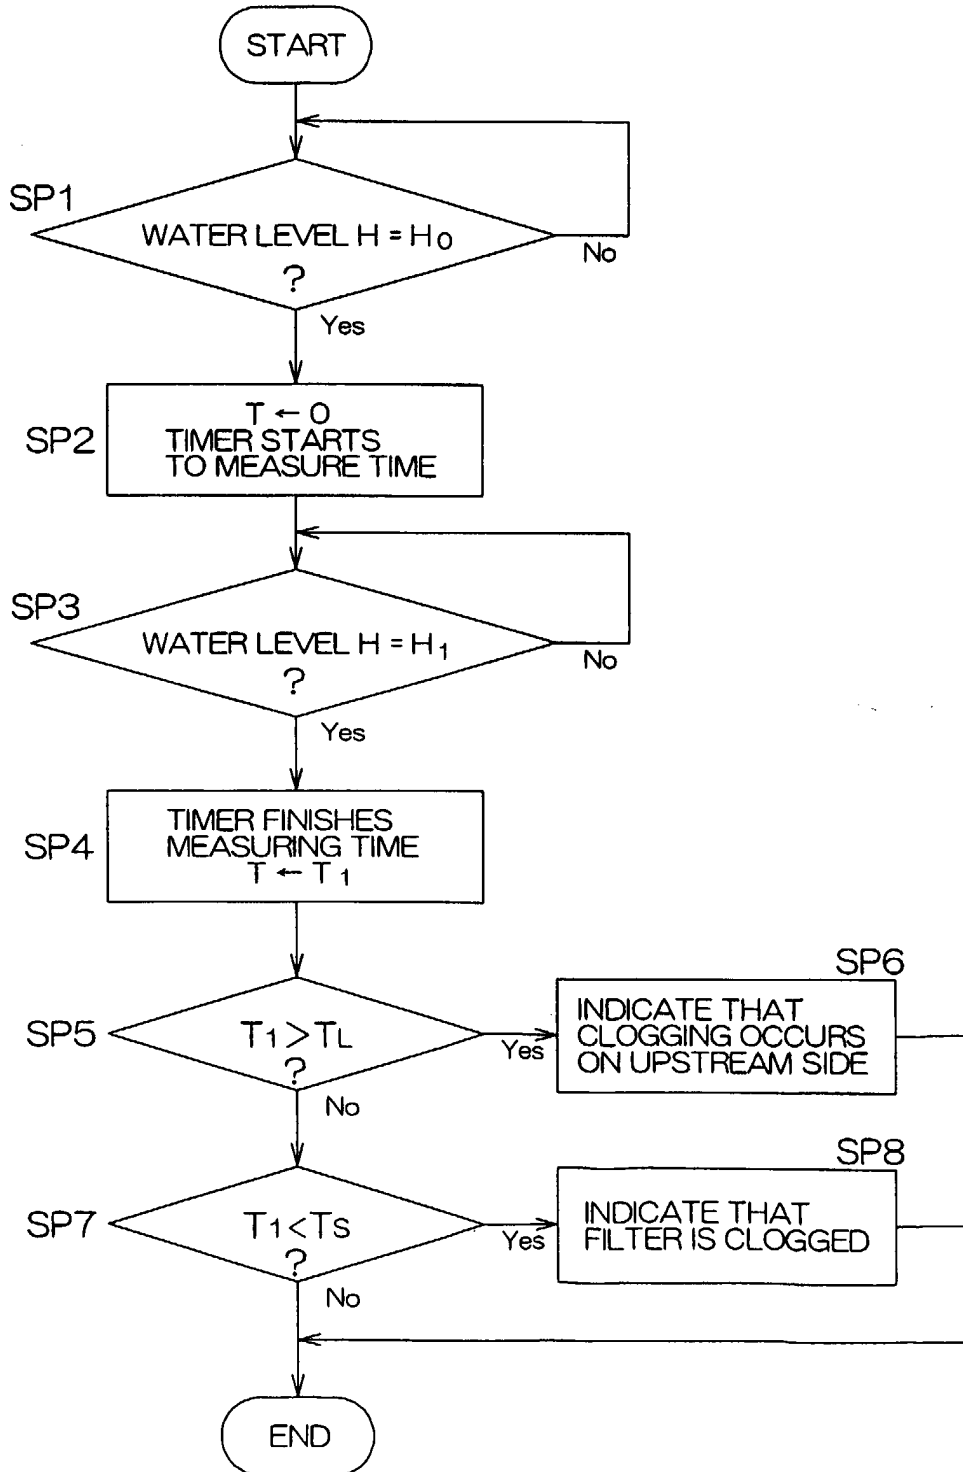 START
SP1
WATER LEVEL H = H₀
?
No
Yes
SP2
T ← 0
TIMER STARTS
TO MEASURE TIME
SP3
WATER LEVEL H = H₁
?
No
Yes
SP4
TIMER FINISHES
MEASURING TIME
T ← T₁
SP5
T₁ > T_L
?
Yes
No
SP6
INDICATE THAT
CLOGGING OCCURS
ON UPSTREAM SIDE
SP7
T₁ < T_S
?
Yes
No
SP8
INDICATE THAT
FILTER IS CLOGGED
END